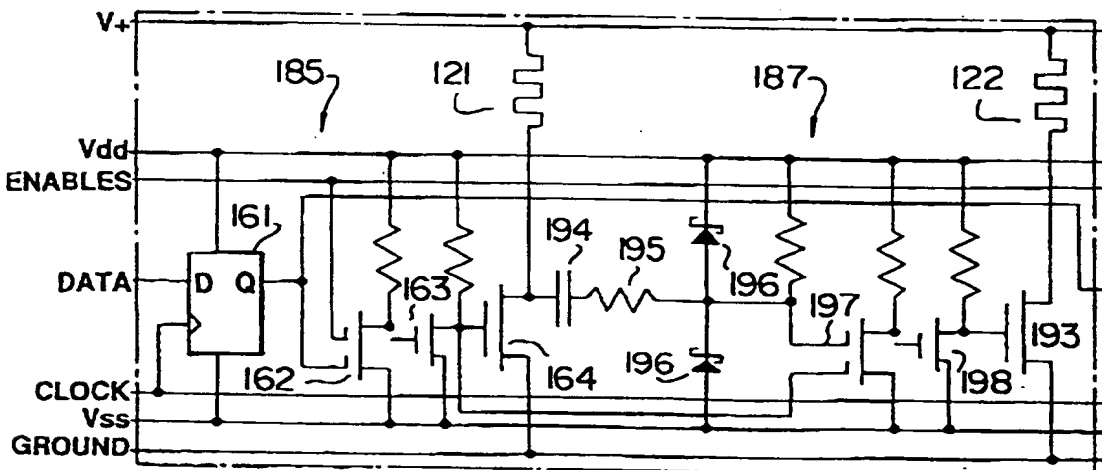 V+
185
121
187
122
Vdd
ENABLES
161
194
195
DATA
D Q
163
196
197
193
162
164
196
198
CLOCK
Vss
GROUND